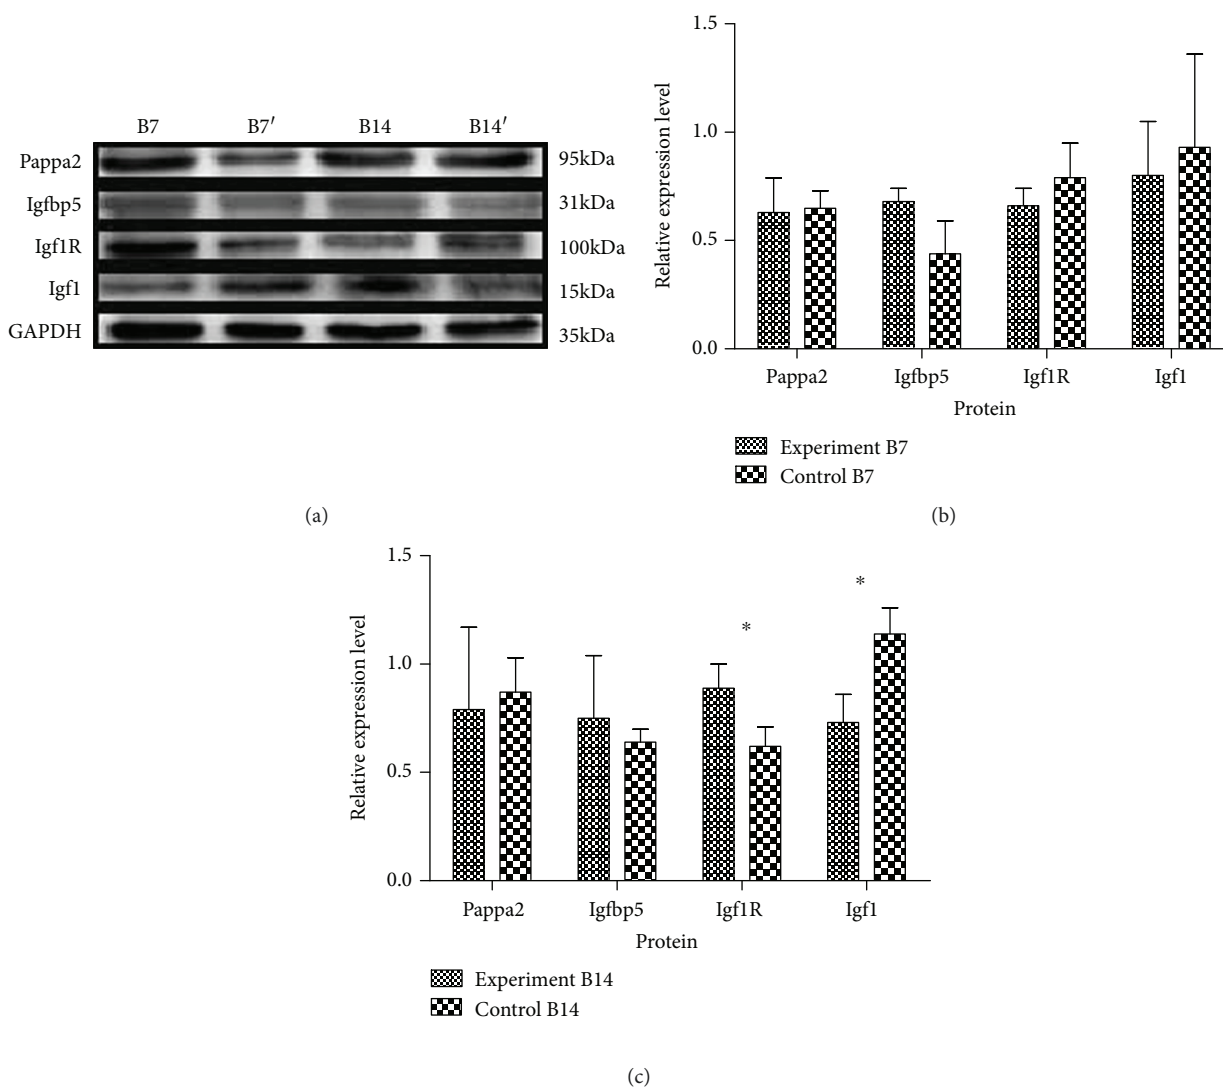 B7 B7′ B14 B14′
Pappa2 95kDa
Igfbp5 31kDa
Igf1R 100kDa
Igf1 15kDa
GAPDH 35kDa
(a)
1.5
1.0
0.5
0.0
Relative expression level
Pappa2 Igfbp5 Igf1R Igf1
Protein
Experiment B7
Control B7
(b)
1.5
1.0
0.5
0.0
Relative expression level
* *
Pappa2 Igfbp5 Igf1R Igf1
Protein
Experiment B14
Control B14
(c)